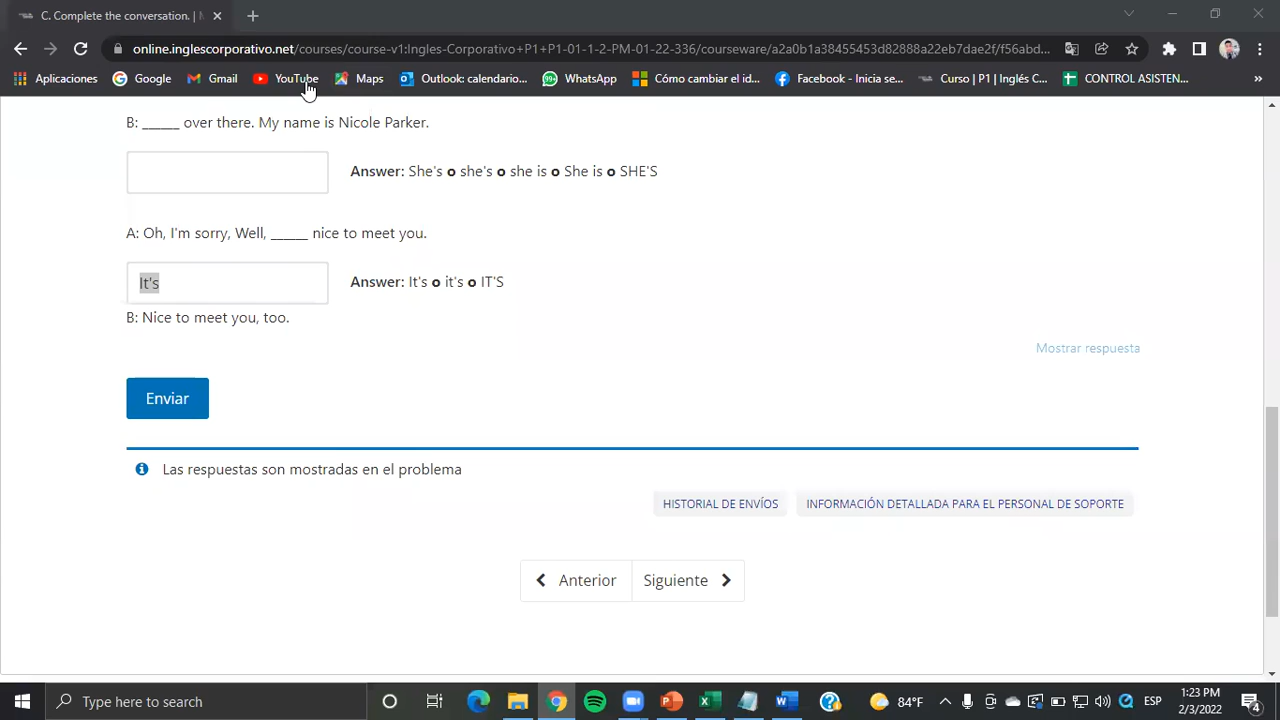 C. Complete the conversation. |
online.inglescorporativo.net/courses/course-v1:Ingles-Corporativo+P1+P1-01-1-2-PM-01-22-336/courseware/a2a0b1a38455453d82888a22eb7dae2f/f56abd...
Aplicaciones Google Gmail YouTube Maps Outlook: calendario... WhatsApp Cómo cambiar el id... Facebook - Inicia se... Curso | P1 | Inglés C... CONTROL ASISTEN... »
B: _____ over there. My name is Nicole Parker.
Answer: She's o she's o she is o She is o SHE'S
A: Oh, I'm sorry, Well, _____ nice to meet you.
It's Answer: It's o it's o IT'S
B: Nice to meet you, too.
Mostrar respuesta
Enviar
Las respuestas son mostradas en el problema
HISTORIAL DE ENVÍOS INFORMACIÓN DETALLADA PARA EL PERSONAL DE SOPORTE
Anterior Siguiente
Type here to search 84°F ESP 1:23 PM
2/3/2022 4